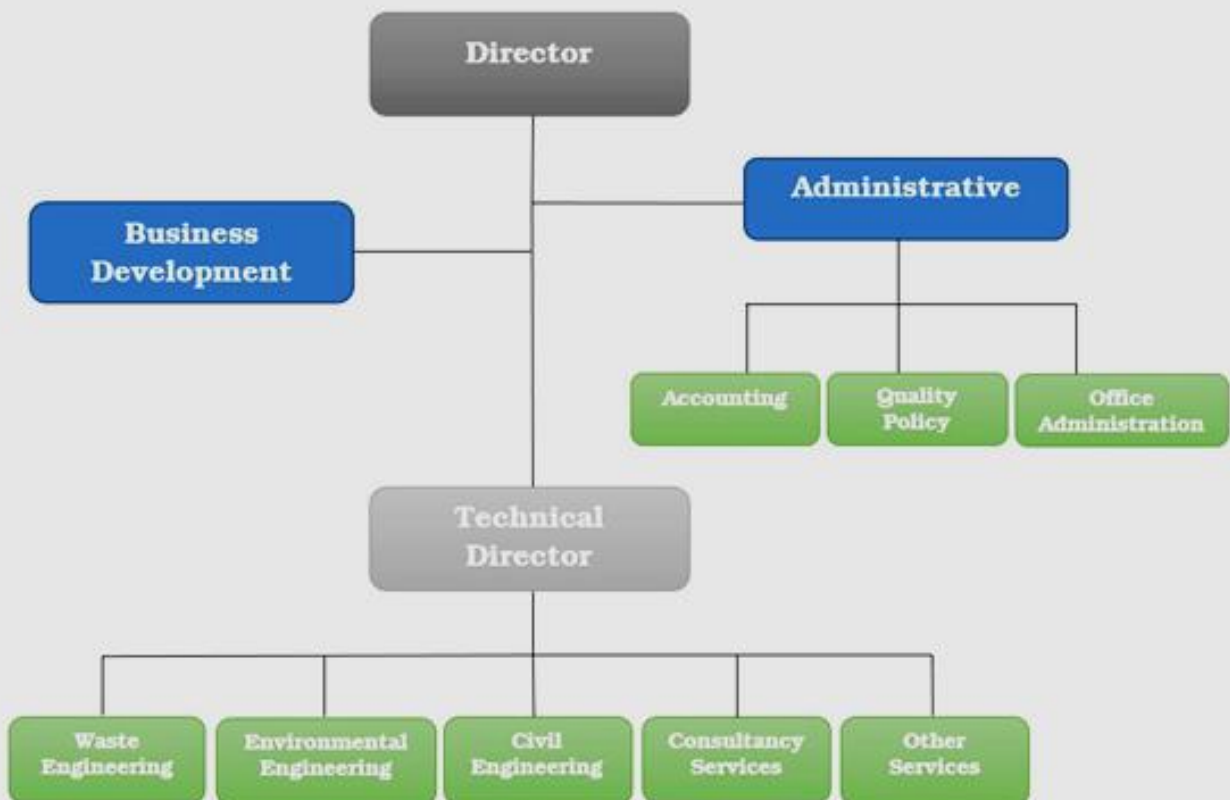 Director
Administrative
Business
Development
Accounting
Quality
Policy
Office
Administration
Technical
Director
Waste
Engineering
Environmental
Engineering
Civil
Engineering
Consultancy
Services
Other
Services